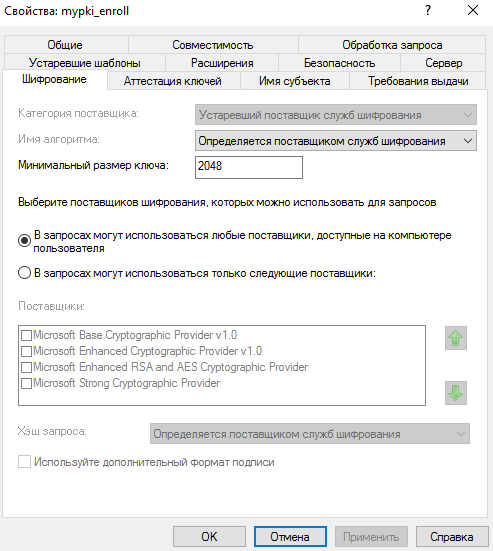 Свойства: mypki_enroll
?
Общие
Совместимость
Обработка запроса
Устаревшие шаблоны
Расширения
Безопасность
Сервер
Шифрование
Аттестация ключей
Имя субъекта
Требования выдачи
Категория поставщика:
Устаревший поставщик служб шифрования
Имя алгоритма:
Определяется поставщиком служб шифрования
Минимальный размер ключа:
2048
Выберите поставщиков шифрования, которых можно использовать для запросов
В запросах могут использоваться любые поставщики, доступные на компьютере
пользователя
В запросах могут использоваться только следующие поставщики:
Поставщики:
Microsoft Base Cryptographic Provider v1.0
Microsoft Enhanced Cryptographic Provider v1.0
Microsoft Enhanced RSA and AES Cryptographic Provider
Microsoft Strong Cryptographic Provider
Хэш запроса:
Определяется поставщиком служб шифрования
Используйте дополнительный формат подписи
ОК
Отмена
Применить
Справка